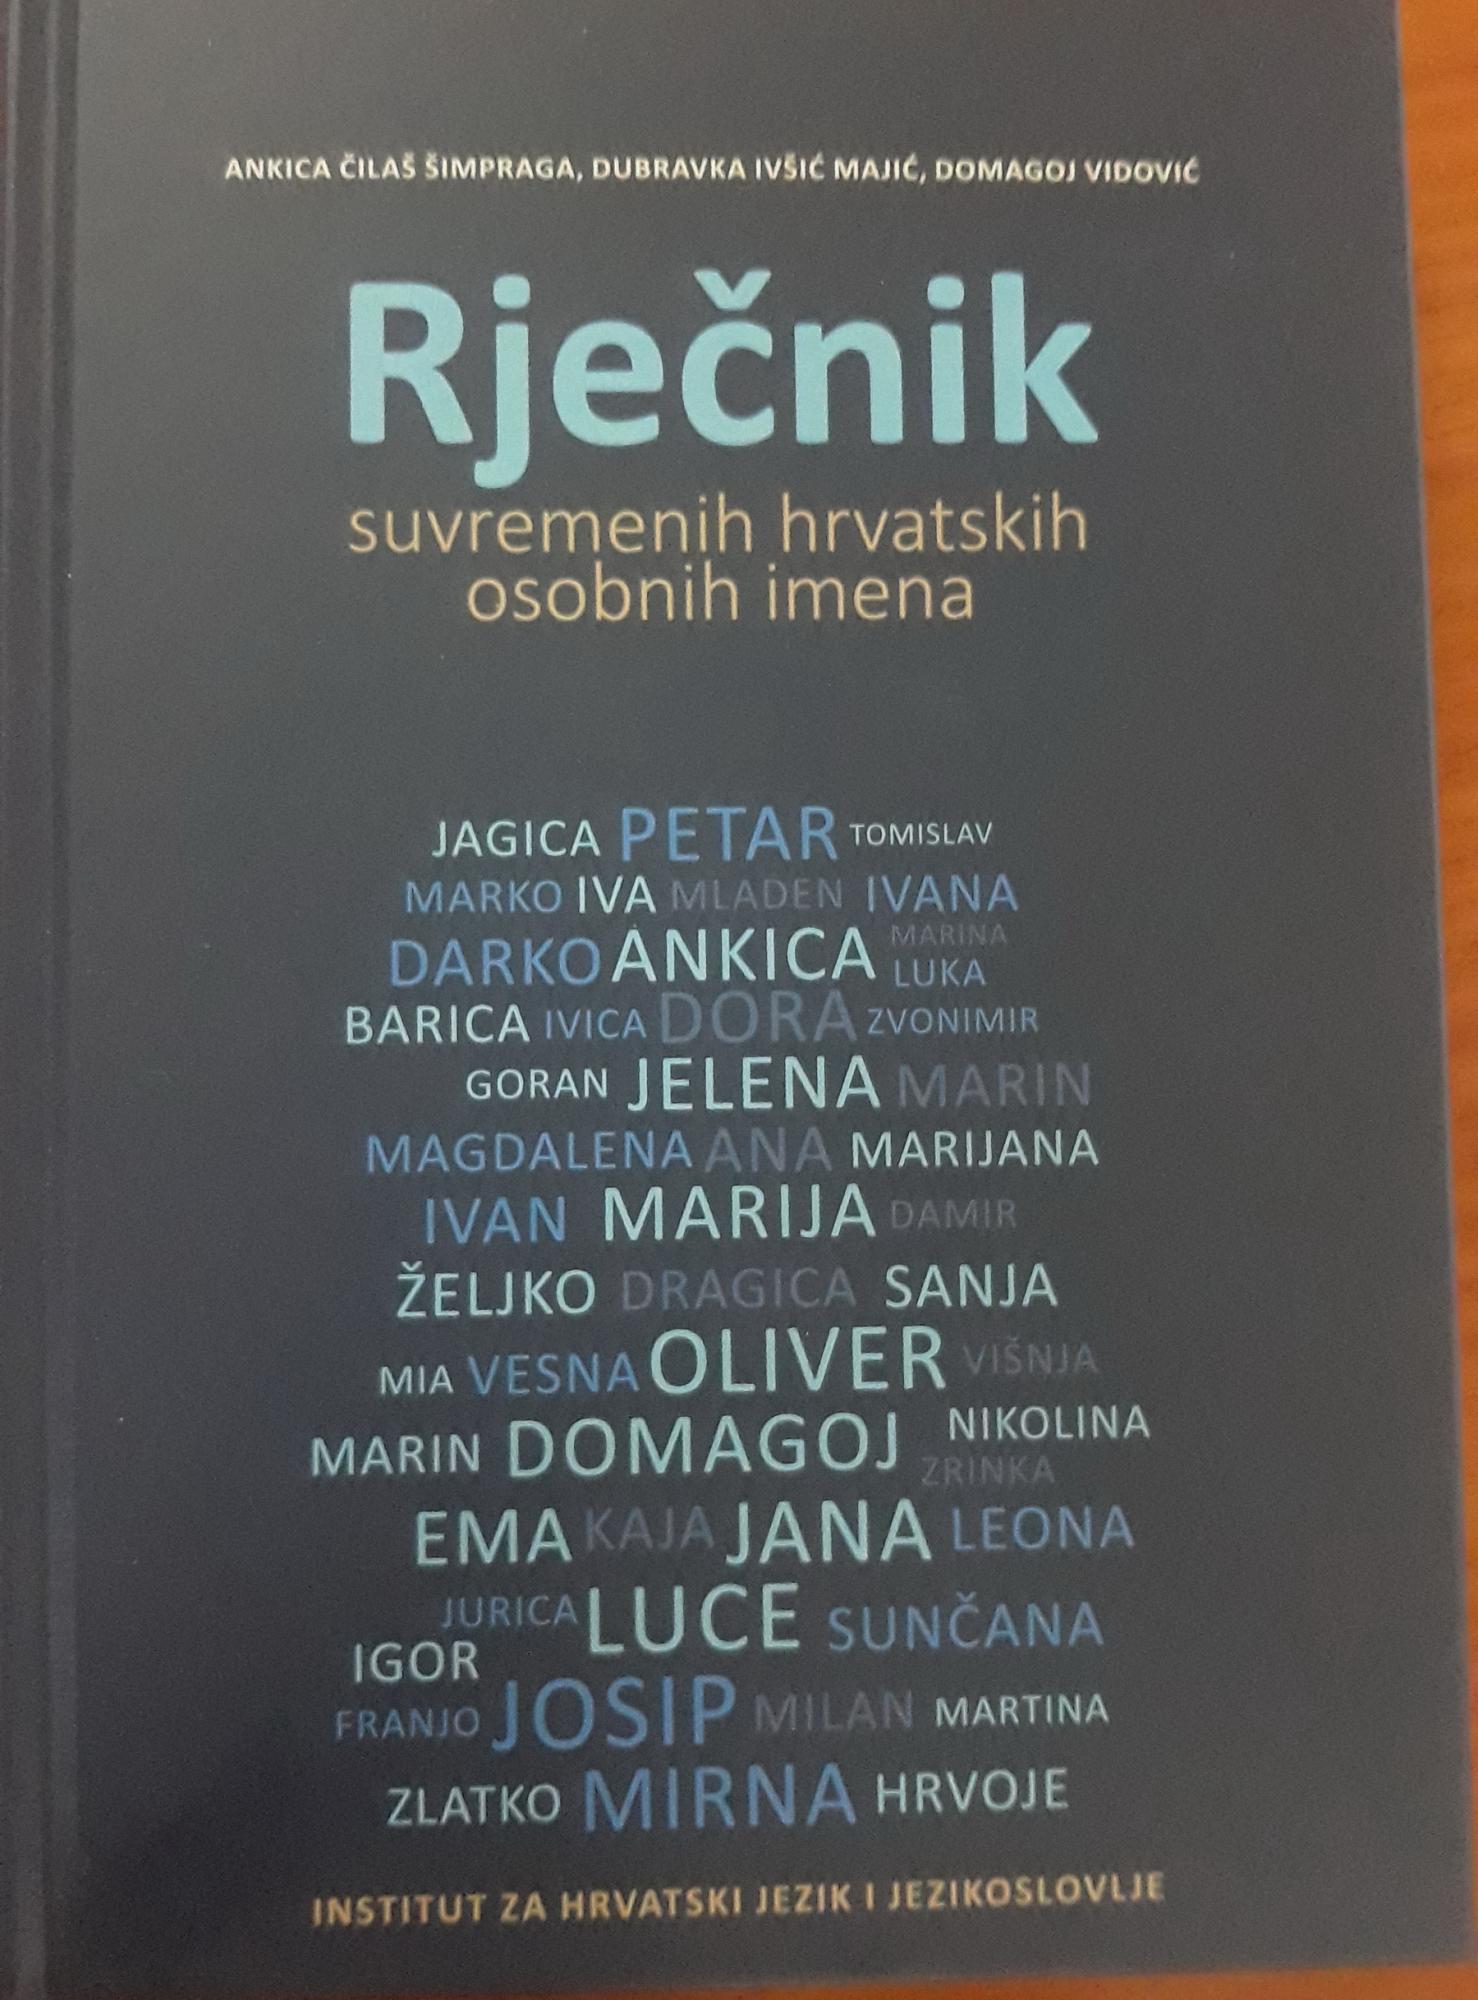 ANKICA ČILAŠ ŠIMPRAGA, DUBRAVKA IVŠIĆ MAJIĆ, DOMAGOJ VIDOVIĆ
Rječnik
suvremenih hrvatskih
osobnih imena
JAGICA PETAR TOMISLAV
MARKO IVA MLADEN IVANA
DARKO ANKICA MARINA
LUKA
BARICA IVICA DORA ZVONIMIR
GORAN JELENA MARIN
MAGDALENA ANA MARIJANA
IVAN MARIJA DAMIR
ŽELJKO DRAGICA SANJA
MIA VESNA OLIVER VIŠNJA
MARIN DOMAGOJ NIKOLINA
ZRINKA
EMA KAJA JANA LEONA
JURICA LUCE SUNČANA
IGOR
FRANJO JOSIP MILAN MARTINA
ZLATKO MIRNA HRVOJE
INSTITUT ZA HRVATSKI JEZIK I JEZIKOSLOVLJE